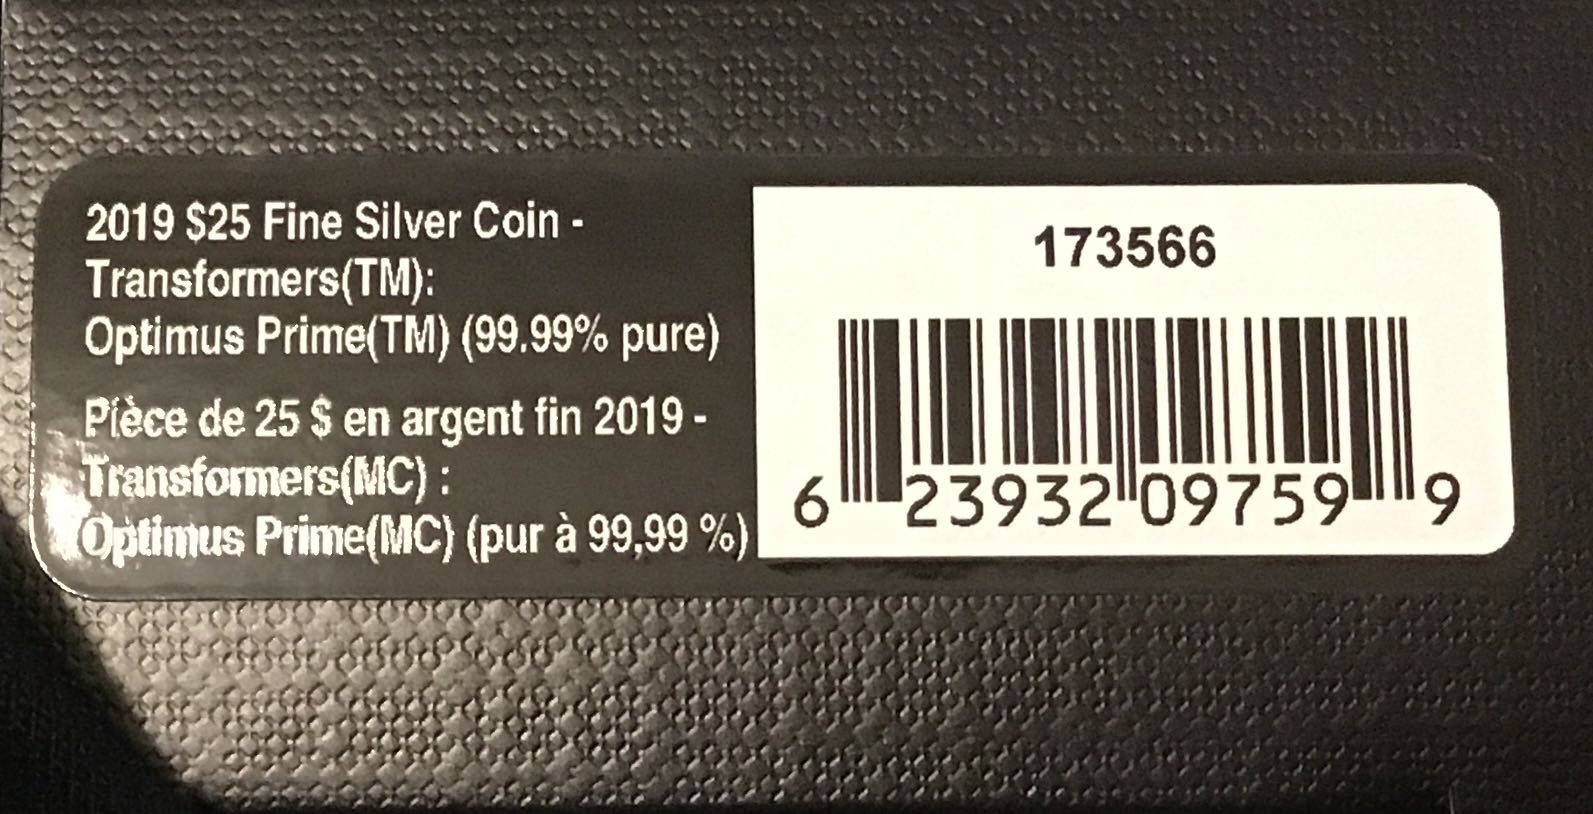 2019 $25 Fine Silver Coin -
Transformers(TM):
Optimus Prime(TM) (99.99% pure)
Pièce de 25 $ en argent fin 2019 -
Transformers(MC) :
Optimus Prime(MC) (pur à 99,99 %)
173566
6 23932 09759 9